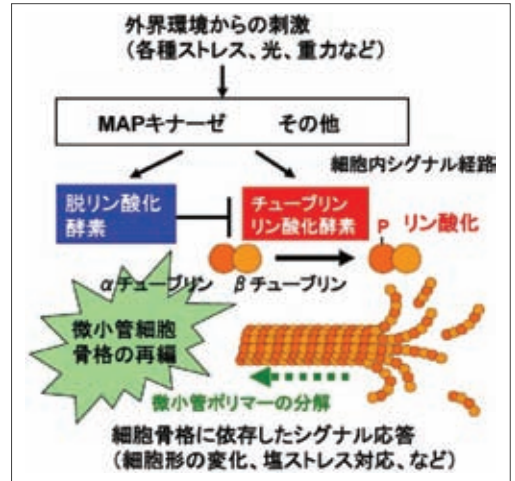 外界環境からの刺激
（各種ストレス、光、重力など）
MAPキナーゼ　その他
細胞内シグナル経路
脱リン酸化
酵素
チューブリン
リン酸化酵素
P リン酸化
αチューブリン　βチューブリン
微小管細胞
骨格の再編
微小管ポリマーの分解
細胞骨格に依存したシグナル応答
（細胞形の変化、塩ストレス対応、など）